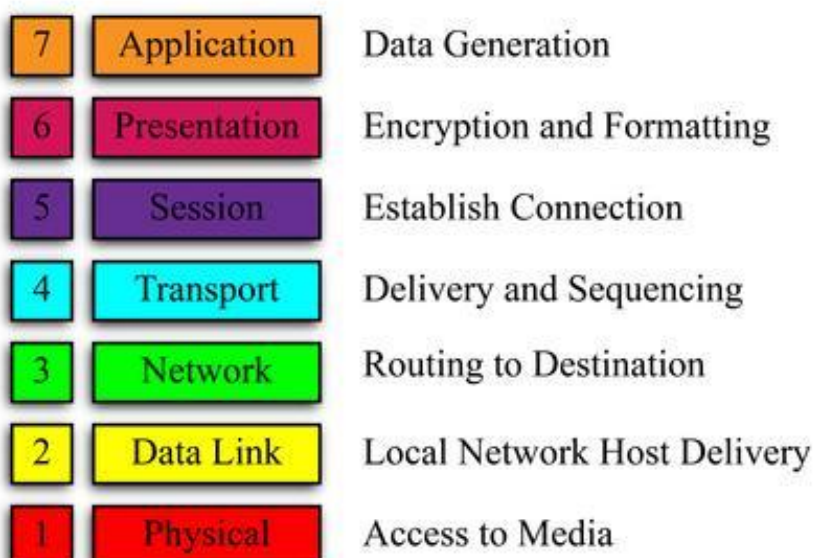 7 Application Data Generation
6 Presentation Encryption and Formatting
5 Session Establish Connection
4 Transport Delivery and Sequencing
3 Network Routing to Destination
2 Data Link Local Network Host Delivery
1 Physical Access to Media